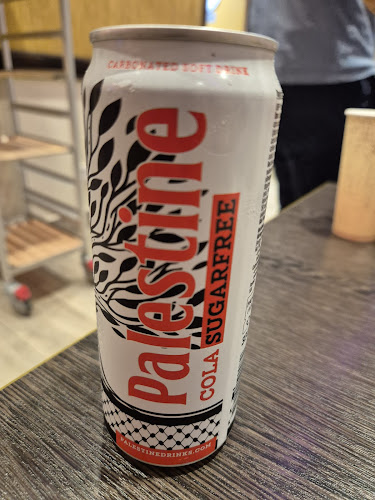 CARBONATED SOFT DRINK
Palestine
COLA SUGARFREE
PALESTINEDRINKS.COM